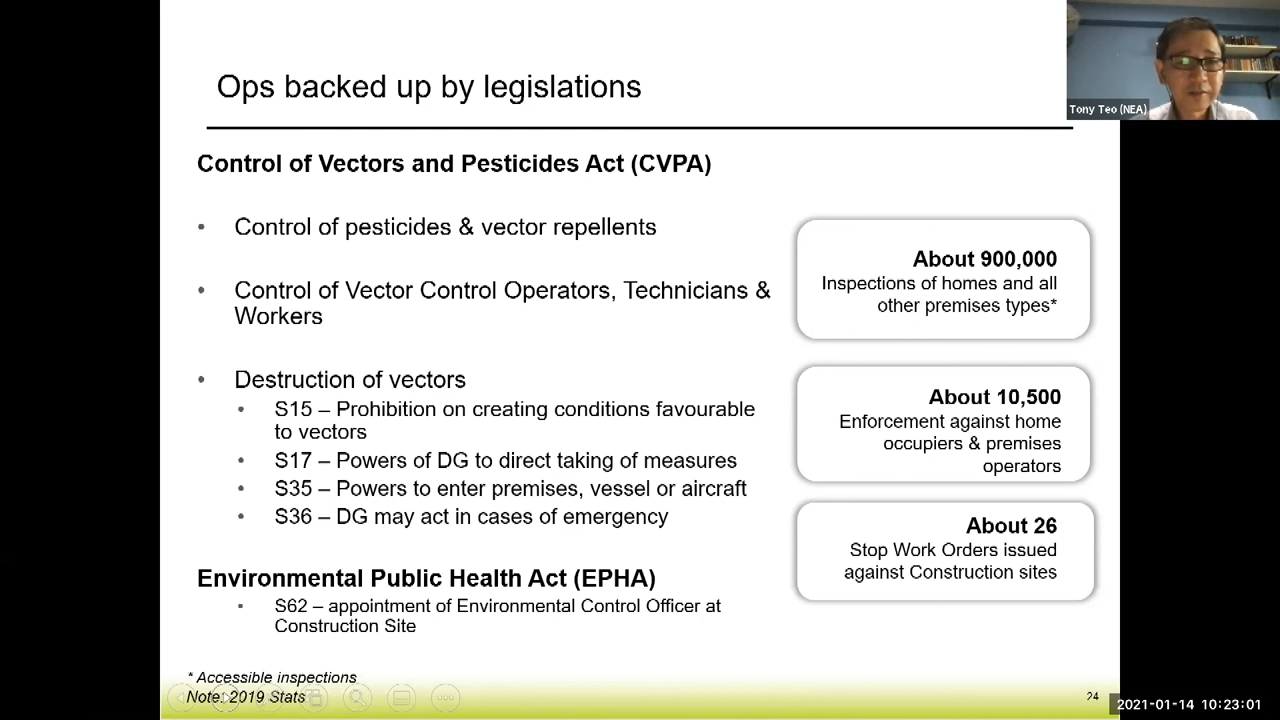 Ops backed up by legislations
Tony Teo (NEA)
Control of Vectors and Pesticides Act (CVPA)
• Control of pesticides & vector repellents
• Control of Vector Control Operators, Technicians &
Workers
• Destruction of vectors
• S15 – Prohibition on creating conditions favourable
to vectors
• S17 – Powers of DG to direct taking of measures
• S35 – Powers to enter premises, vessel or aircraft
• S36 – DG may act in cases of emergency
Environmental Public Health Act (EPHA)
• S62 – appointment of Environmental Control Officer at
Construction Site
About 900,000
Inspections of homes and all
other premises types*
About 10,500
Enforcement against home
occupiers & premises
operators
About 26
Stop Work Orders issued
against Construction sites
* Accessible inspections
Note: 2019 Stats
24
2021-01-14 10:23:01